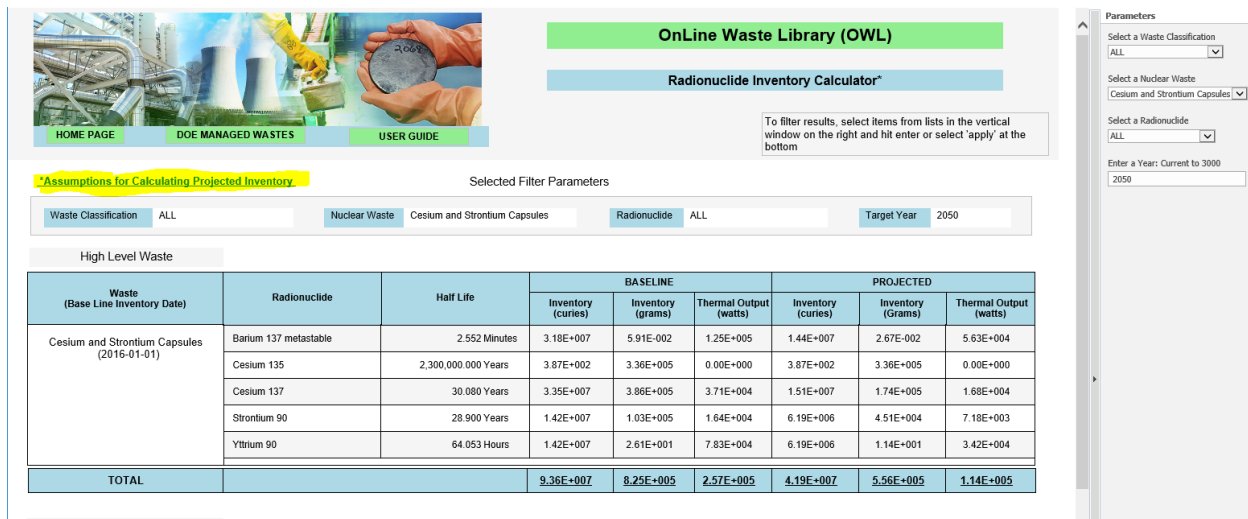 2068
OnLine Waste Library (OWL)
Radionuclide Inventory Calculator*
HOME PAGE DOE MANAGED WASTES USER GUIDE
To filter results, select items from lists in the vertical
window on the right and hit enter or select 'apply' at the
bottom
*Assumptions for Calculating Projected Inventory
Selected Filter Parameters
Waste Classification ALL Nuclear Waste Cesium and Strontium Capsules Radionuclide ALL Target Year 2050
High Level Waste
BASELINE PROJECTED
Waste
(Base Line Inventory Date)
Radionuclide
Half Life
Inventory
(curies)
Inventory
(grams)
Thermal Output
(watts)
Inventory
(curies)
Inventory
(Grams)
Thermal Output
(watts)
Cesium and Strontium Capsules
(2016-01-01)
Barium 137 metastable 2.552 Minutes 3.18E+007 5.91E-002 1.25E+005 1.44E+007 2.67E-002 5.63E+004
Cesium 135 2,300,000.000 Years 3.87E+002 3.36E+005 0.00E+000 3.87E+002 3.36E+005 0.00E+000
Cesium 137 30.080 Years 3.35E+007 3.86E+005 3.71E+004 1.51E+007 1.74E+005 1.68E+004
Strontium 90 28.900 Years 1.42E+007 1.03E+005 1.64E+004 6.19E+006 4.51E+004 7.18E+003
Yttrium 90 64.053 Hours 1.42E+007 2.61E+001 7.83E+004 6.19E+006 1.14E+001 3.42E+004
TOTAL 9.36E+007 8.25E+005 2.57E+005 4.19E+007 5.56E+005 1.14E+005
Parameters
Select a Waste Classification
ALL
Select a Nuclear Waste
Cesium and Strontium Capsules
Select a Radionuclide
ALL
Enter a Year: Current to 3000
2050